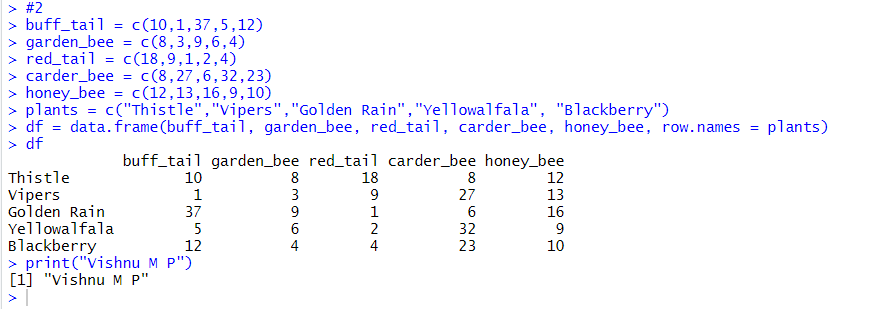 > #2
> buff_tail = c(10,1,37,5,12)
> garden_bee = c(8,3,9,6,4)
> red_tail = c(18,9,1,2,4)
> carder_bee = c(8,27,6,32,23)
> honey_bee = c(12,13,16,9,10)
> plants = c("Thistle","Vipers","Golden Rain","Yellowalfala", "Blackberry")
> df = data.frame(buff_tail, garden_bee, red_tail, carder_bee, honey_bee, row.names = plants)
> df
             buff_tail garden_bee red_tail carder_bee honey_bee
Thistle             10          8       18          8        12
Vipers               1          3        9         27        13
Golden Rain         37          9        1          6        16
Yellowalfala         5          6        2         32         9
Blackberry          12          4        4         23        10
> print("Vishnu M P")
[1] "Vishnu M P"
>